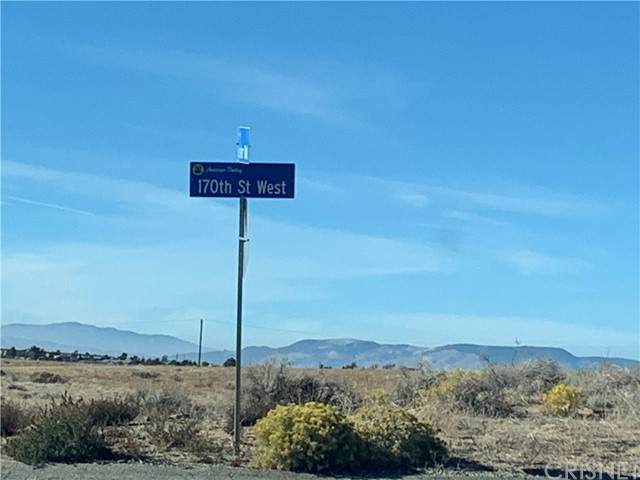 Antelope Valley
170th St West
CRISNET